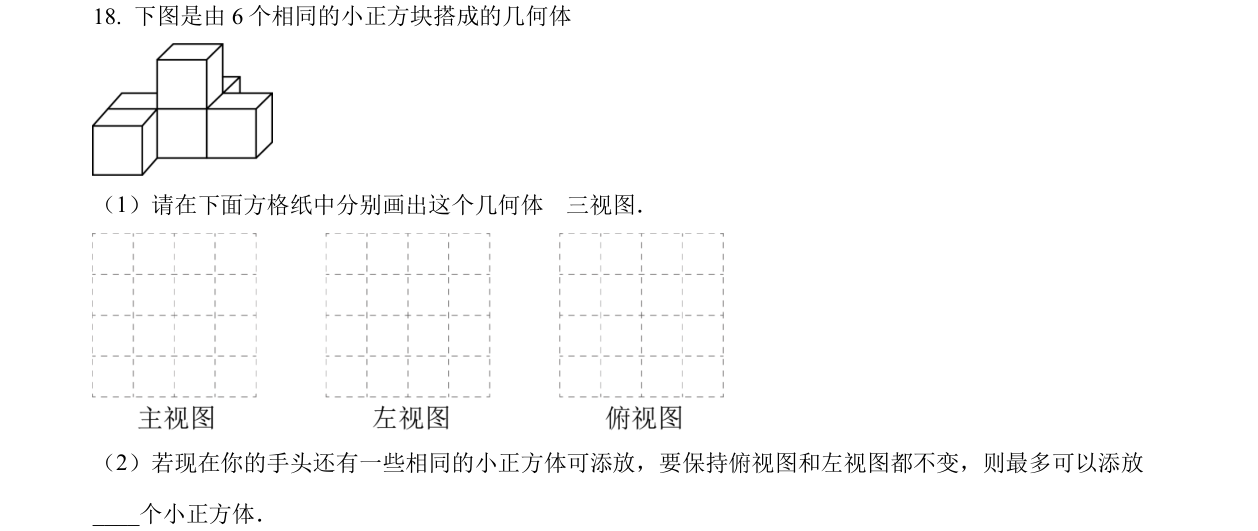 18. 下图是由 6 个相同的小正方块搭成的几何体
（1）请在下面方格纸中分别画出这个几何体　三视图．
主视图　左视图　俯视图
（2）若现在你的手头还有一些相同的小正方体可添放，要保持俯视图和左视图都不变，则最多可以添放
____个小正方体．